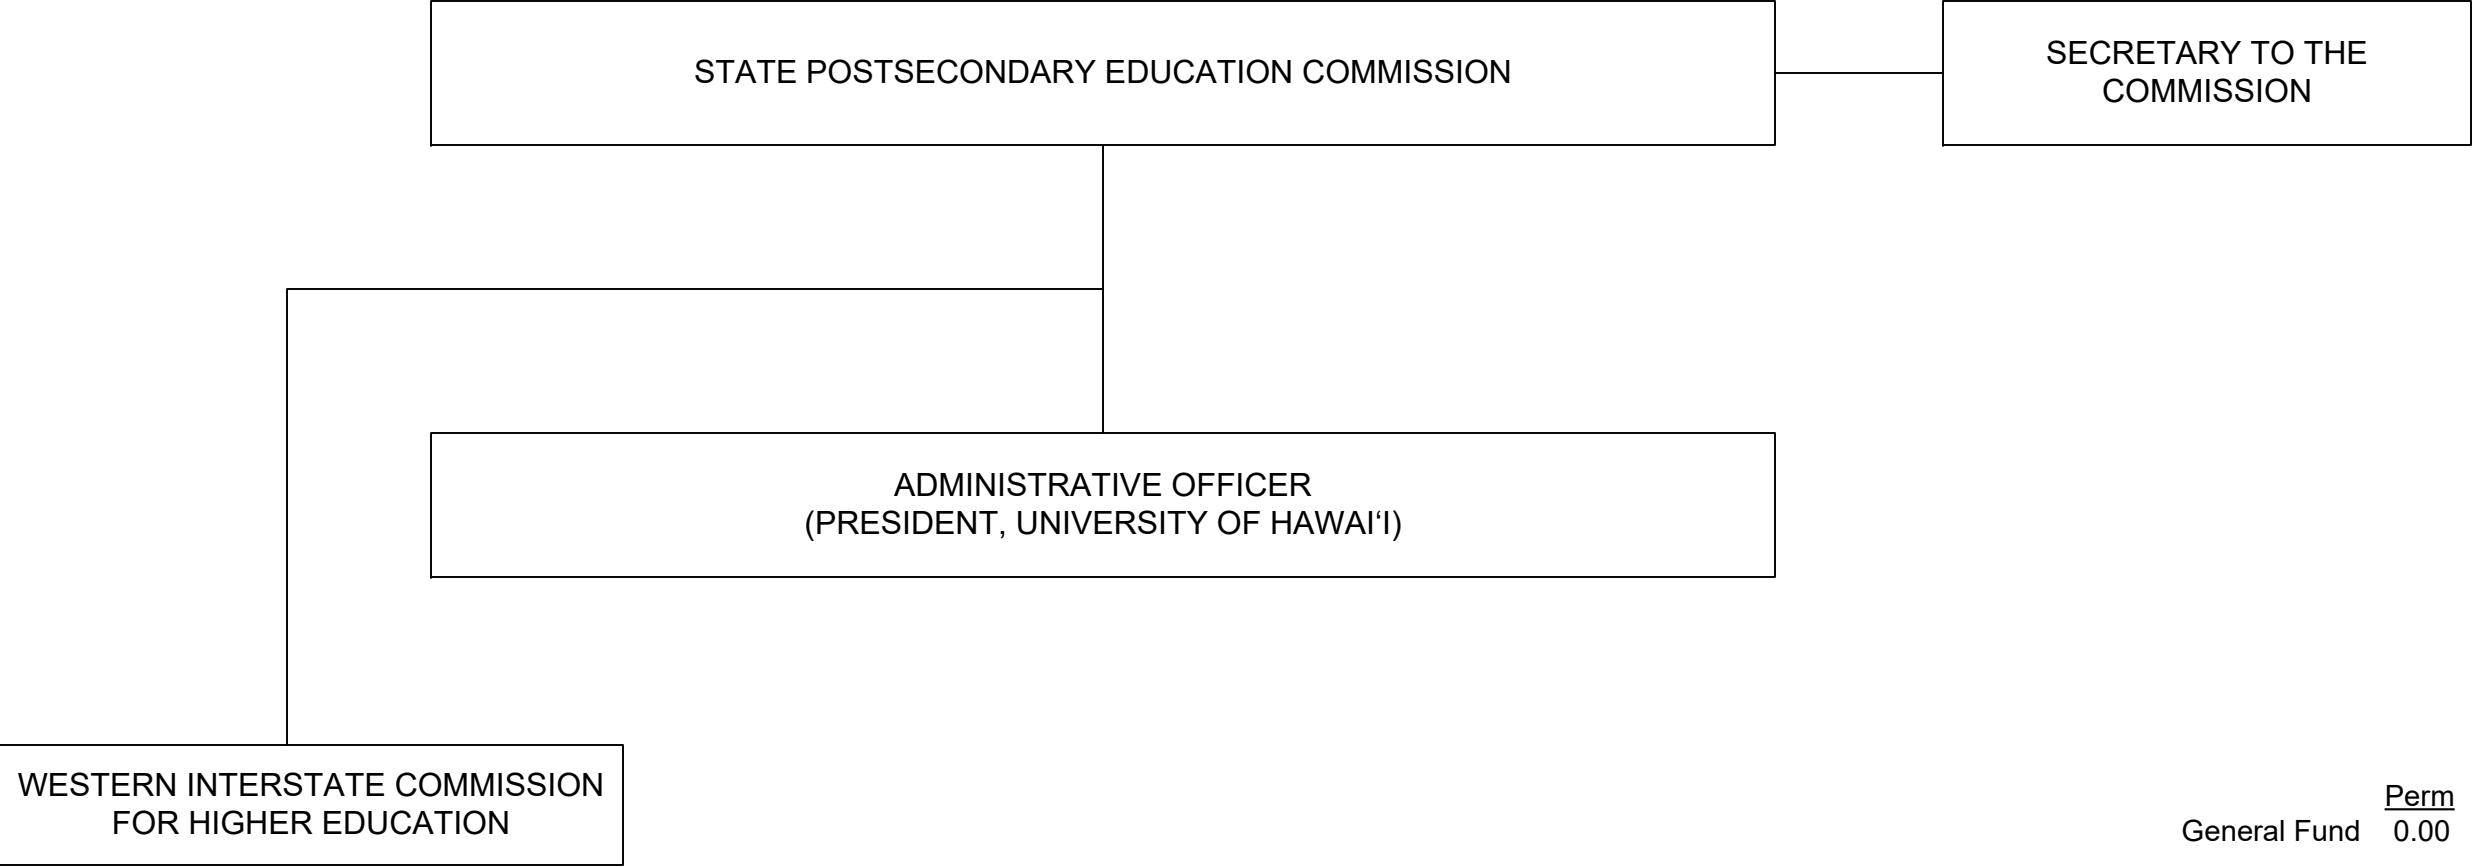 STATE POSTSECONDARY EDUCATION COMMISSION
SECRETARY TO THE
COMMISSION
ADMINISTRATIVE OFFICER
(PRESIDENT, UNIVERSITY OF HAWAI‘I)
WESTERN INTERSTATE COMMISSION
FOR HIGHER EDUCATION
Perm
General Fund 0.00